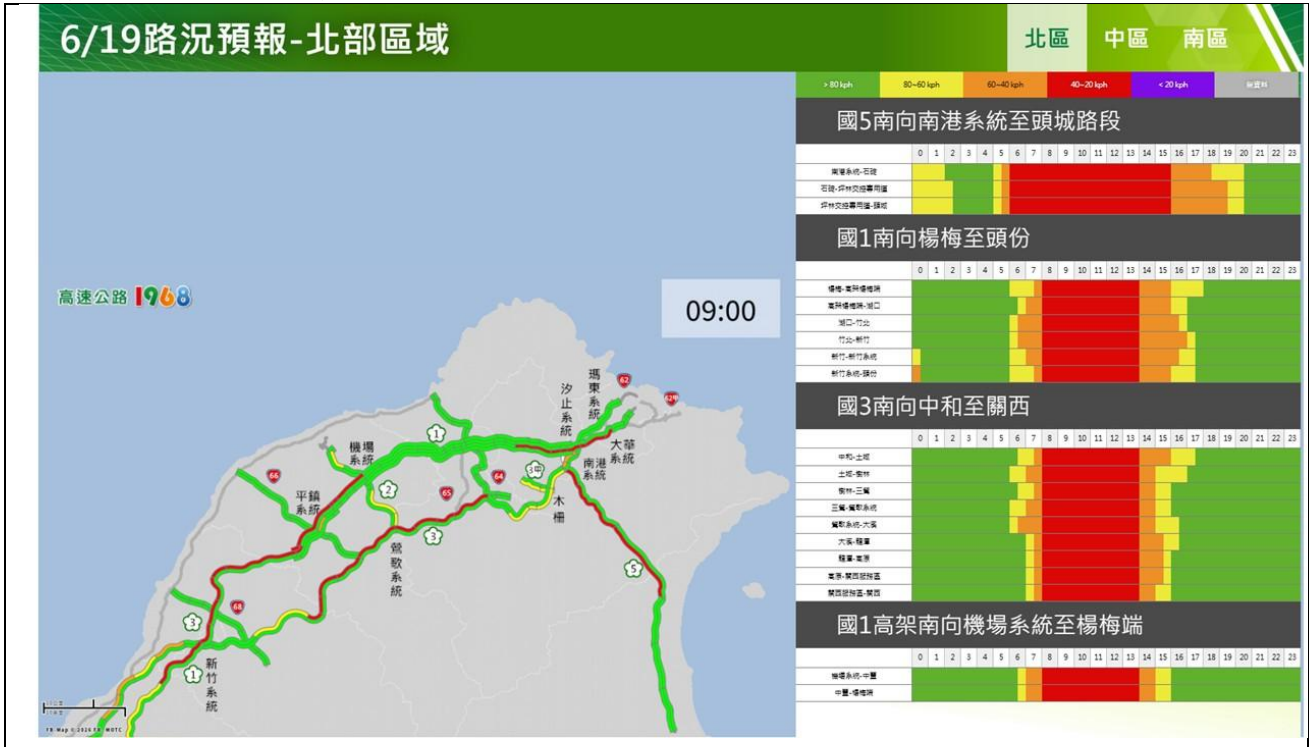 6/19路況預報-北部區域
北區 中區 南區
> 80 kph 80~60 kph 60~40 kph 40~20 kph < 20 kph 無資料
國5南向南港系統至頭城路段
0 1 2 3 4 5 6 7 8 9 10 11 12 13 14 15 16 17 18 19 20 21 22 23
南港系統-石碇
石碇-坪林交控專用道
坪林交控專用道-頭城
國1南向楊梅至頭份
0 1 2 3 4 5 6 7 8 9 10 11 12 13 14 15 16 17 18 19 20 21 22 23
楊梅-高架楊梅端
高架楊梅端-湖口
湖口-竹北
竹北-新竹
新竹-新竹系統
新竹系統-頭份
國3南向中和至關西
0 1 2 3 4 5 6 7 8 9 10 11 12 13 14 15 16 17 18 19 20 21 22 23
中和-土城
土城-樹林
樹林-三鶯
三鶯-鶯歌系統
鶯歌系統-大溪
大溪-龍潭
龍潭-高原
高原-關西服務區
關西服務區-關西
國1高架南向機場系統至楊梅端
0 1 2 3 4 5 6 7 8 9 10 11 12 13 14 15 16 17 18 19 20 21 22 23
機場系統-中豐
中豐-楊梅端
高速公路 1968
09:00
瑪東系統
62
62甲
汐止系統
大華系統
1
機場系統
南港系統
3甲
66
2
65
64
平鎮系統
木柵
3
鶯歌系統
5
68
3
1
新竹系統